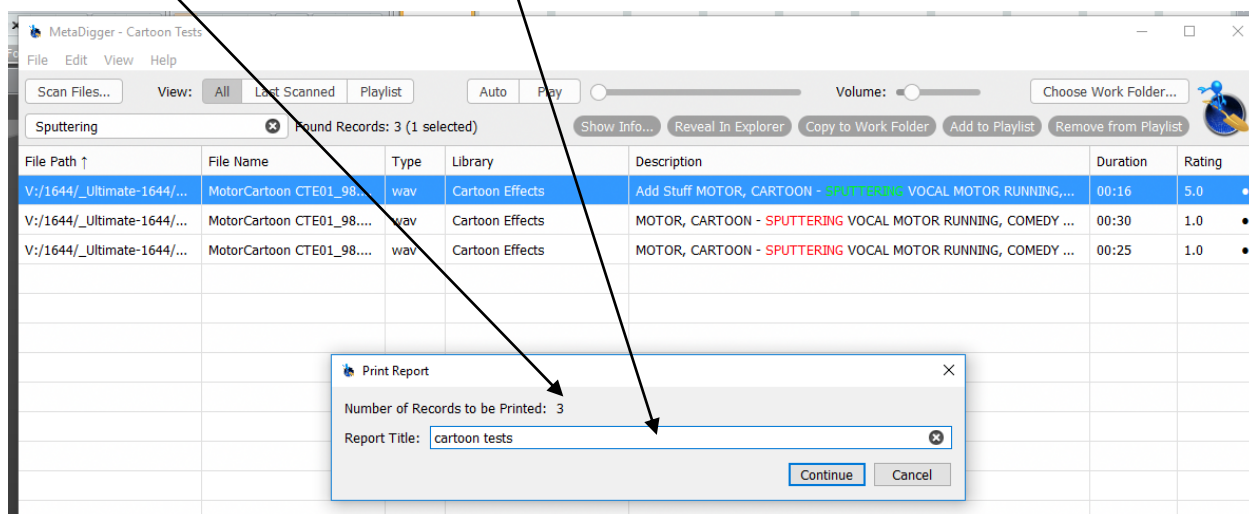 MetaDigger - Cartoon Tests
File Edit View Help
Scan Files... View: All Last Scanned Playlist Auto Play Volume: Choose Work Folder...
Sputtering Found Records: 3 (1 selected) Show Info... Reveal In Explorer Copy to Work Folder Add to Playlist Remove from Playlist
File Path ↑ File Name Type Library Description Duration Rating
V:/1644/_Ultimate-1644/... MotorCartoon CTE01_98.... wav Cartoon Effects Add Stuff MOTOR, CARTOON - SPUTTERING VOCAL MOTOR RUNNING,... 00:16 5.0
V:/1644/_Ultimate-1644/... MotorCartoon CTE01_98.... wav Cartoon Effects MOTOR, CARTOON - SPUTTERING VOCAL MOTOR RUNNING, COMEDY ... 00:30 1.0
V:/1644/_Ultimate-1644/... MotorCartoon CTE01_98.... wav Cartoon Effects MOTOR, CARTOON - SPUTTERING VOCAL MOTOR RUNNING, COMEDY ... 00:25 1.0
Print Report
Number of Records to be Printed: 3
Report Title: cartoon tests
Continue Cancel